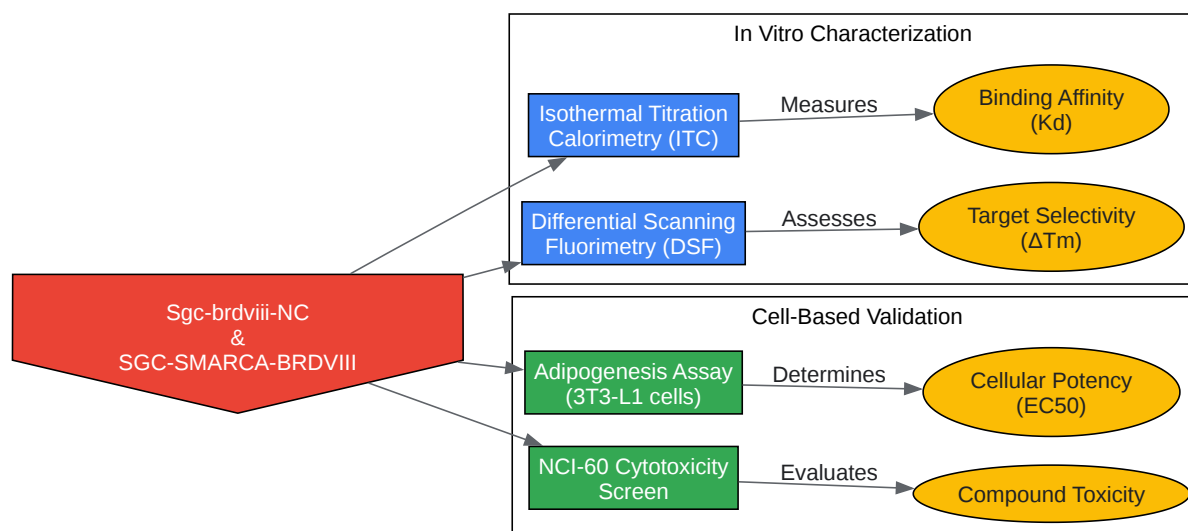 In Vitro Characterization
Isothermal Titration
Calorimetry (ITC)
Measures
Binding Affinity
(Kd)
Differential Scanning
Fluorimetry (DSF)
Assesses
Target Selectivity
(ΔTm)
Sgc-brdviii-NC
&
SGC-SMARCA-BRDVIII
Cell-Based Validation
Adipogenesis Assay
(3T3-L1 cells)
Determines
Cellular Potency
(EC50)
NCI-60 Cytotoxicity
Screen
Evaluates
Compound Toxicity